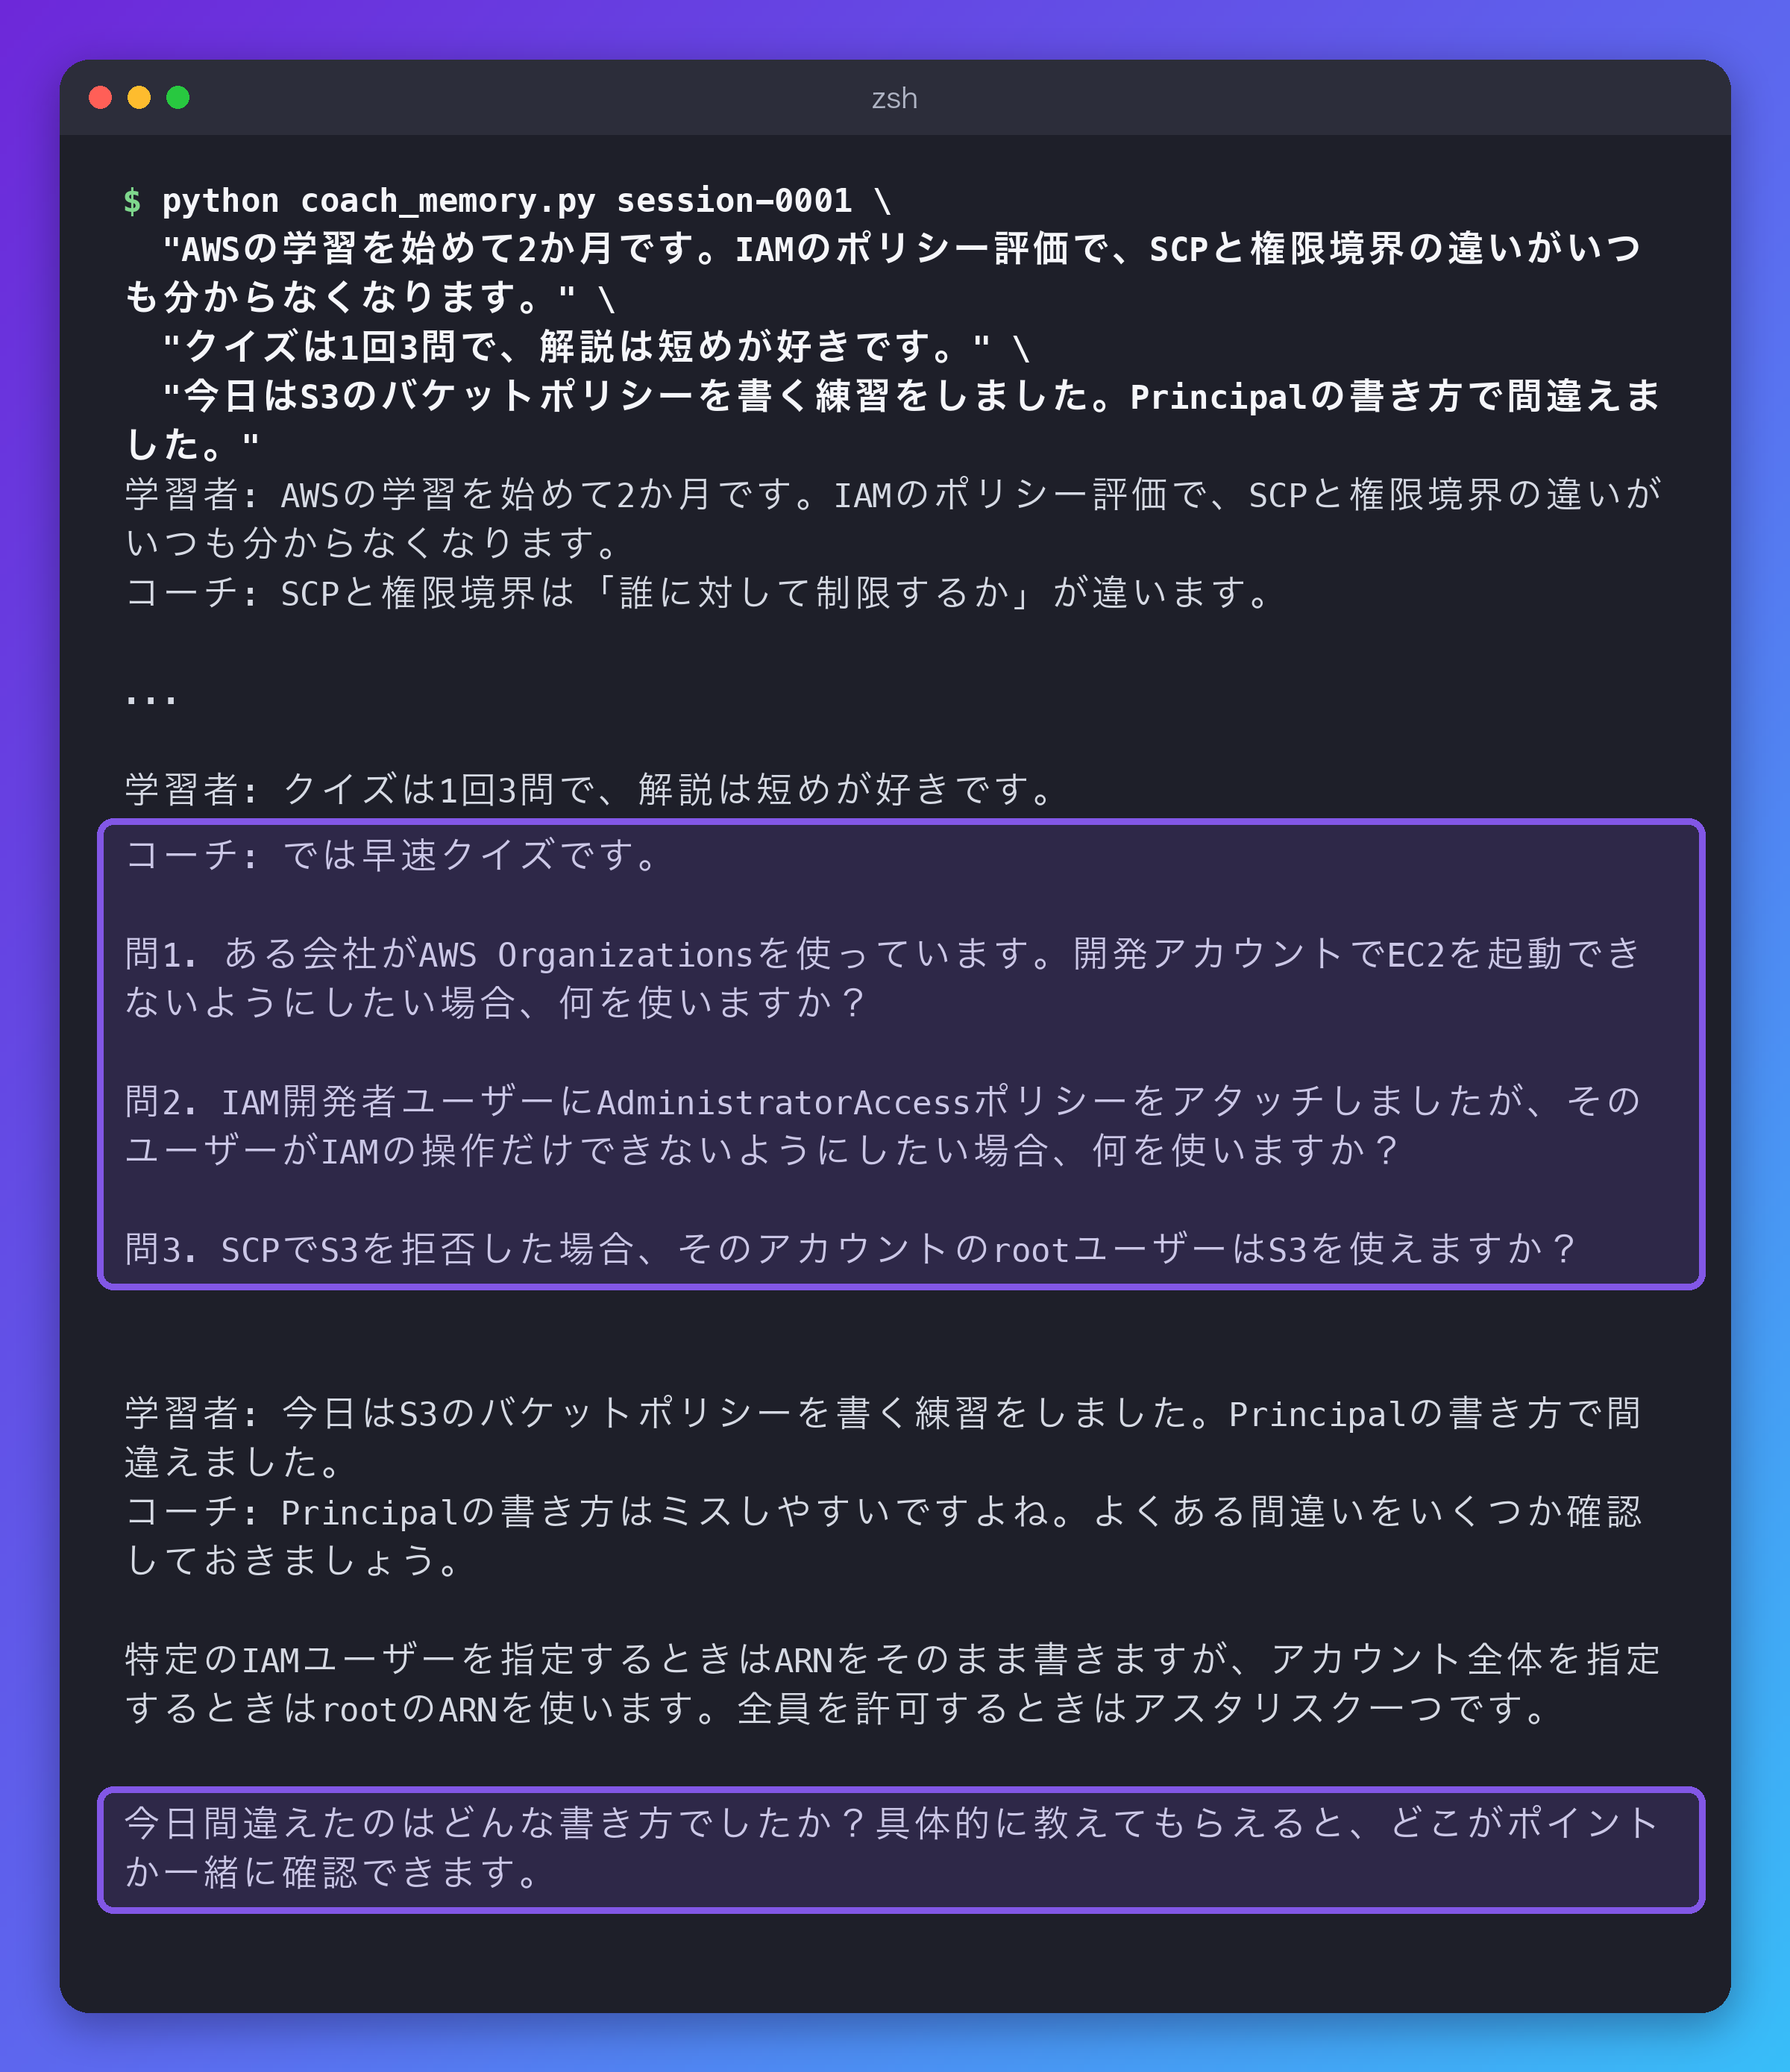 zsh
$ python coach_memory.py session-0001 \
"AWSの学習を始めて2か月です。IAMのポリシー評価で、SCPと権限境界の違いがいつ
も分からなくなります。" \
"クイズは1回3問で、解説は短めが好きです。" \
"今日はS3のバケットポリシーを書く練習をしました。Principalの書き方で間違えま
した。"
学習者: AWSの学習を始めて2か月です。IAMのポリシー評価で、SCPと権限境界の違いが
いつも分からなくなります。
コーチ: SCPと権限境界は「誰に対して制限するか」が違います。
...
学習者: クイズは1回3問で、解説は短めが好きです。
コーチ: では早速クイズです。
問1. ある会社がAWS Organizationsを使っています。開発アカウントでEC2を起動でき
ないようにしたい場合、何を使いますか？
問2. IAM開発者ユーザーにAdministratorAccessポリシーをアタッチしましたが、その
ユーザーがIAMの操作だけできないようにしたい場合、何を使いますか？
問3. SCPでS3を拒否した場合、そのアカウントのrootユーザーはS3を使えますか？
学習者: 今日はS3のバケットポリシーを書く練習をしました。Principalの書き方で間
違えました。
コーチ: Principalの書き方はミスしやすいですよね。よくある間違いをいくつか確認
しておきましょう。
特定のIAMユーザーを指定するときはARNをそのまま書きますが、アカウント全体を指定
するときはrootのARNを使います。全員を許可するときはアスタリスク一つです。
今日間違えたのはどんな書き方でしたか？具体的に教えてもらえると、どこがポイント
か一緒に確認できます。